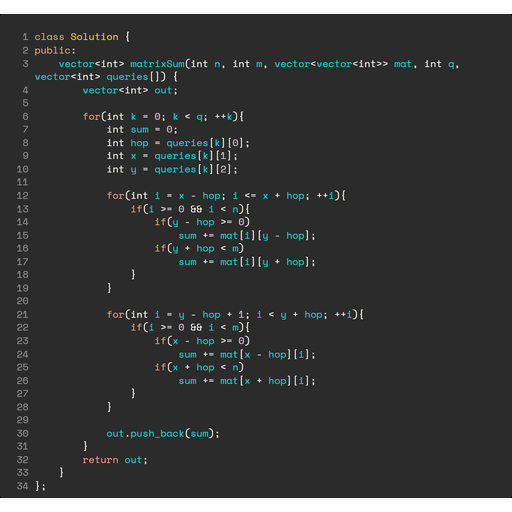 1 class Solution {
2 public:
3     vector<int> matrixSum(int n, int m, vector<vector<int>> mat, int q,
vector<int> queries[]) {
4         vector<int> out;
5
6         for(int k = 0; k < q; ++k){
7             int sum = 0;
8             int hop = queries[k][0];
9             int x = queries[k][1];
10             int y = queries[k][2];
11
12             for(int i = x - hop; i <= x + hop; ++i){
13                 if(i >= 0 && i < n){
14                     if(y - hop >= 0)
15                         sum += mat[i][y - hop];
16                     if(y + hop < m)
17                         sum += mat[i][y + hop];
18                 }
19             }
20
21             for(int i = y - hop + 1; i < y + hop; ++i){
22                 if(i >= 0 && i < m){
23                     if(x - hop >= 0)
24                         sum += mat[x - hop][i];
25                     if(x + hop < n)
26                         sum += mat[x + hop][i];
27                 }
28             }
29
30             out.push_back(sum);
31         }
32         return out;
33     }
34 };